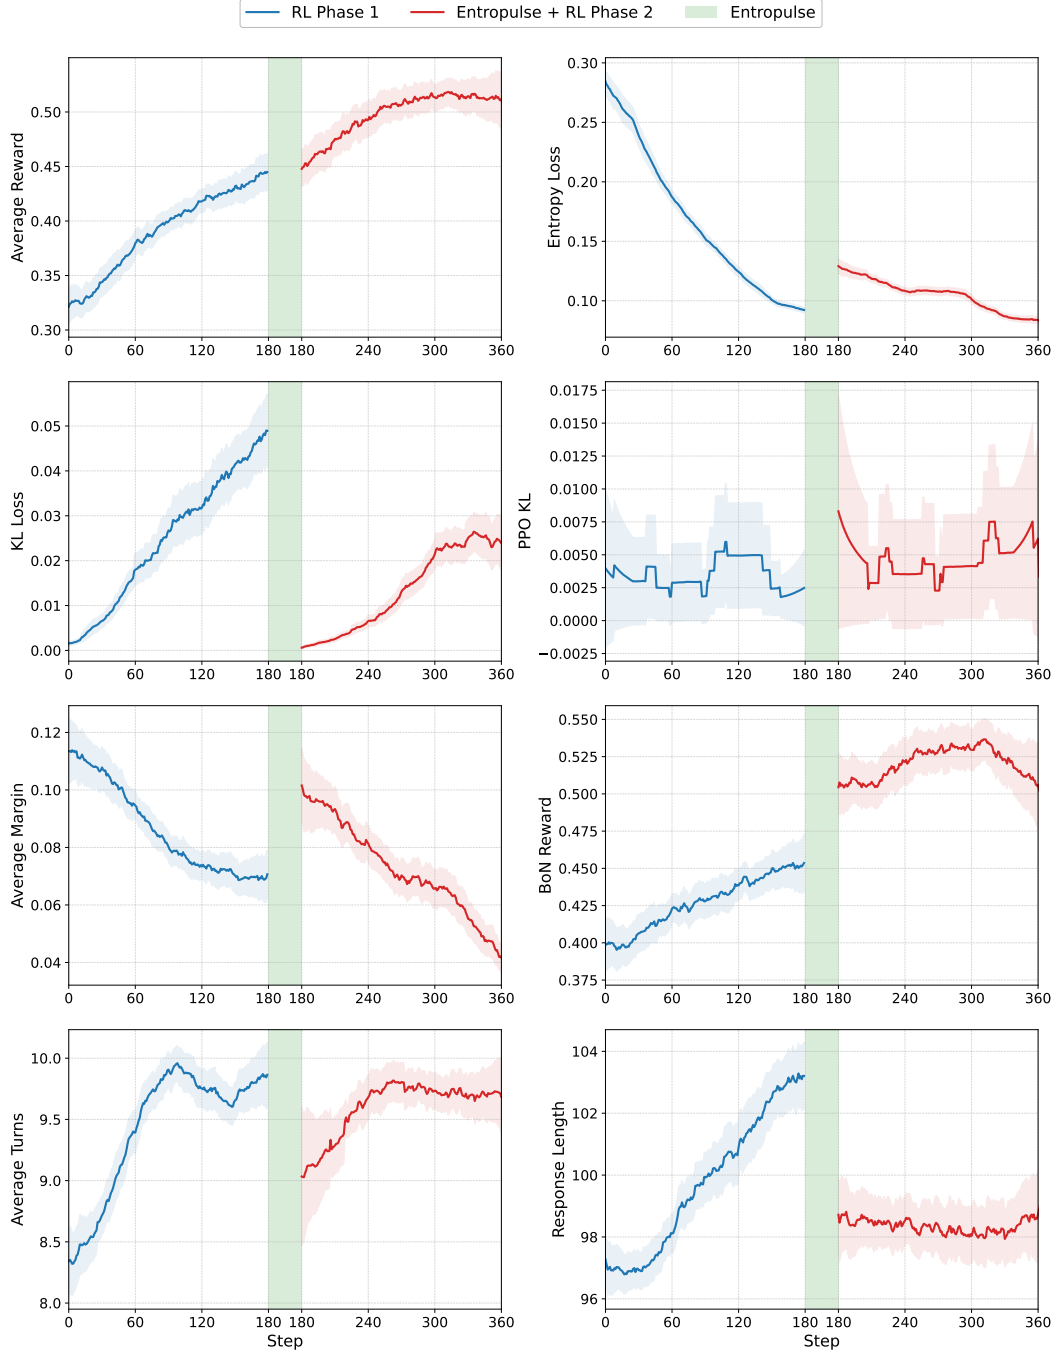 RL Phase 1 Entropulse + RL Phase 2 Entropulse
Average Reward
0.50
0.45
0.40
0.35
0.30
0 60 120 180 180 240 300 360
Entropy Loss
0.30
0.25
0.20
0.15
0.10
0 60 120 180 180 240 300 360
KL Loss
0.05
0.04
0.03
0.02
0.01
0.00
0 60 120 180 180 240 300 360
PPO KL
0.0175
0.0150
0.0125
0.0100
0.0075
0.0050
0.0025
0.0000
−0.0025
0 60 120 180 180 240 300 360
Average Margin
0.12
0.10
0.08
0.06
0.04
0 60 120 180 180 240 300 360
BoN Reward
0.550
0.525
0.500
0.475
0.450
0.425
0.400
0.375
0 60 120 180 180 240 300 360
Average Turns
10.0
9.5
9.0
8.5
8.0
0 60 120 180 180 240 300 360
Step
Response Length
104
102
100
98
96
0 60 120 180 180 240 300 360
Step